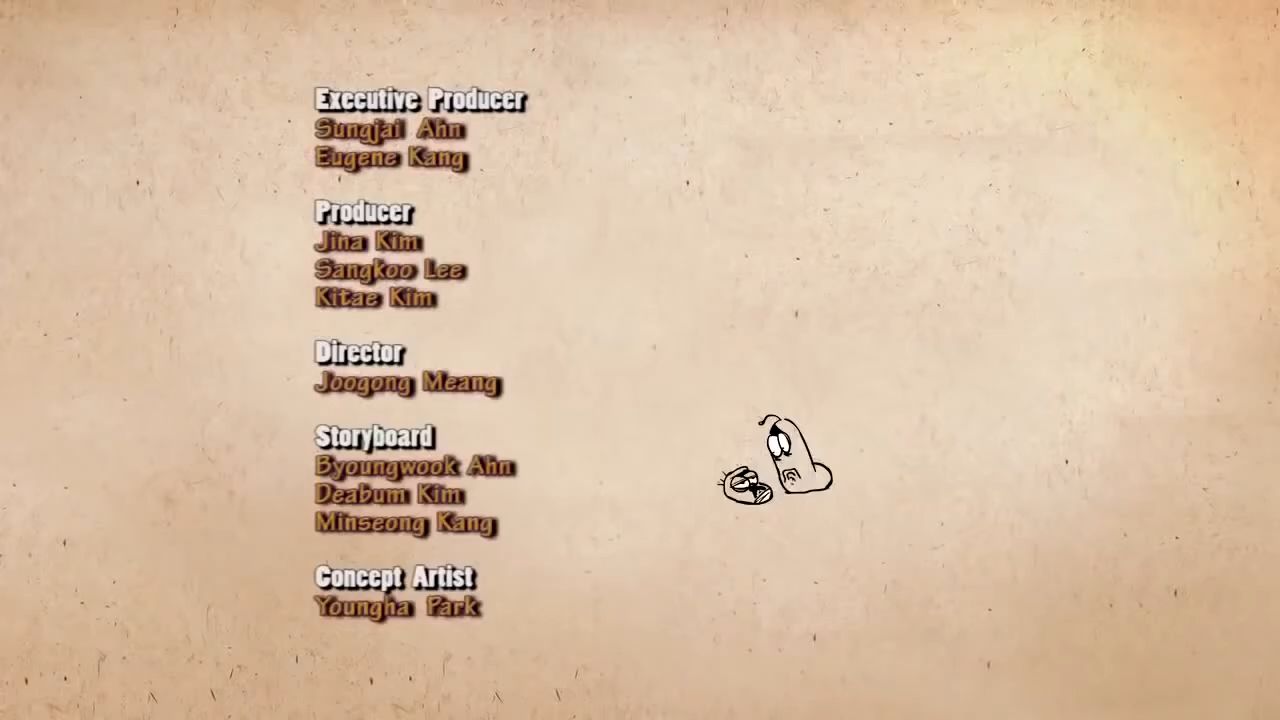 Executive Producer
Sungjai Ahn
Eugene Kang
Producer
Jina Kim
Sangkoo Lee
Kitae Kim
Director
Joogong Meang
Storyboard
Byoungwook Ahn
Deabum Kim
Minseong Kang
Concept Artist
Youngha Park